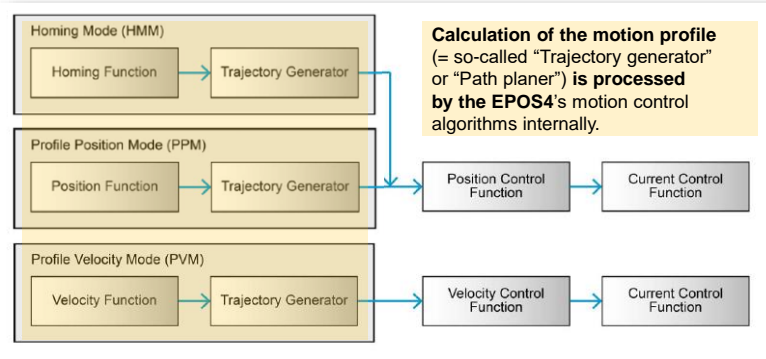 Homing Mode (HMM)
Homing Function
Trajectory Generator
Calculation of the motion profile
(= so-called “Trajectory generator”
or “Path planer”) is processed
by the EPOS4’s motion control
algorithms internally.
Profile Position Mode (PPM)
Position Function
Trajectory Generator
Position Control
Function
Current Control
Function
Profile Velocity Mode (PVM)
Velocity Function
Trajectory Generator
Velocity Control
Function
Current Control
Function